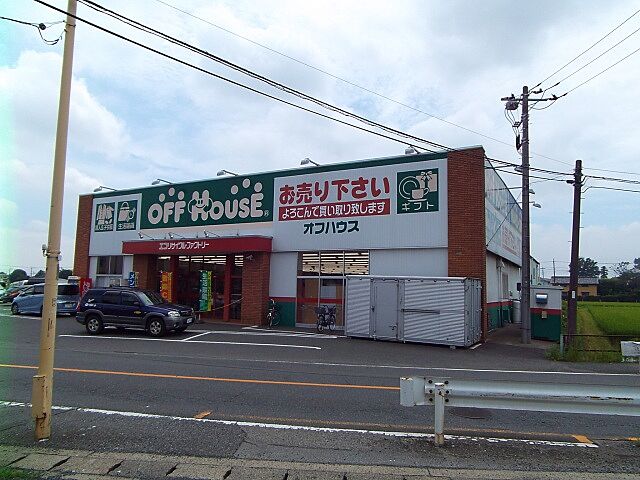 OFF HOUSE
お売り下さい
よろこんで買い取り致します
オフハウス
ギフト
エコリサイクルファクトリー